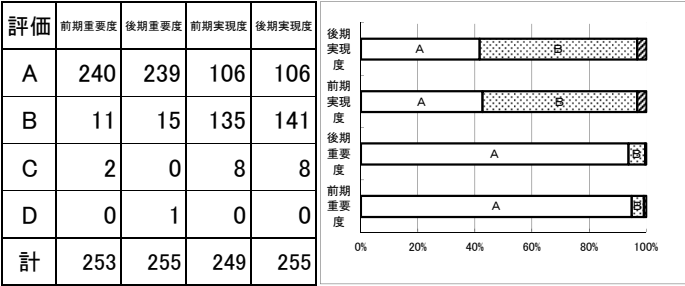 評価 前期重要度 後期重要度 前期実現度 後期実現度
A 240 239 106 106
B 11 15 135 141
C 2 0 8 8
D 0 1 0 0
計 253 255 249 255
後期
実現
度
A B
前期
実現
度
A B
後期
重要
度
A B
前期
重要
度
A B
0% 20% 40% 60% 80% 100%